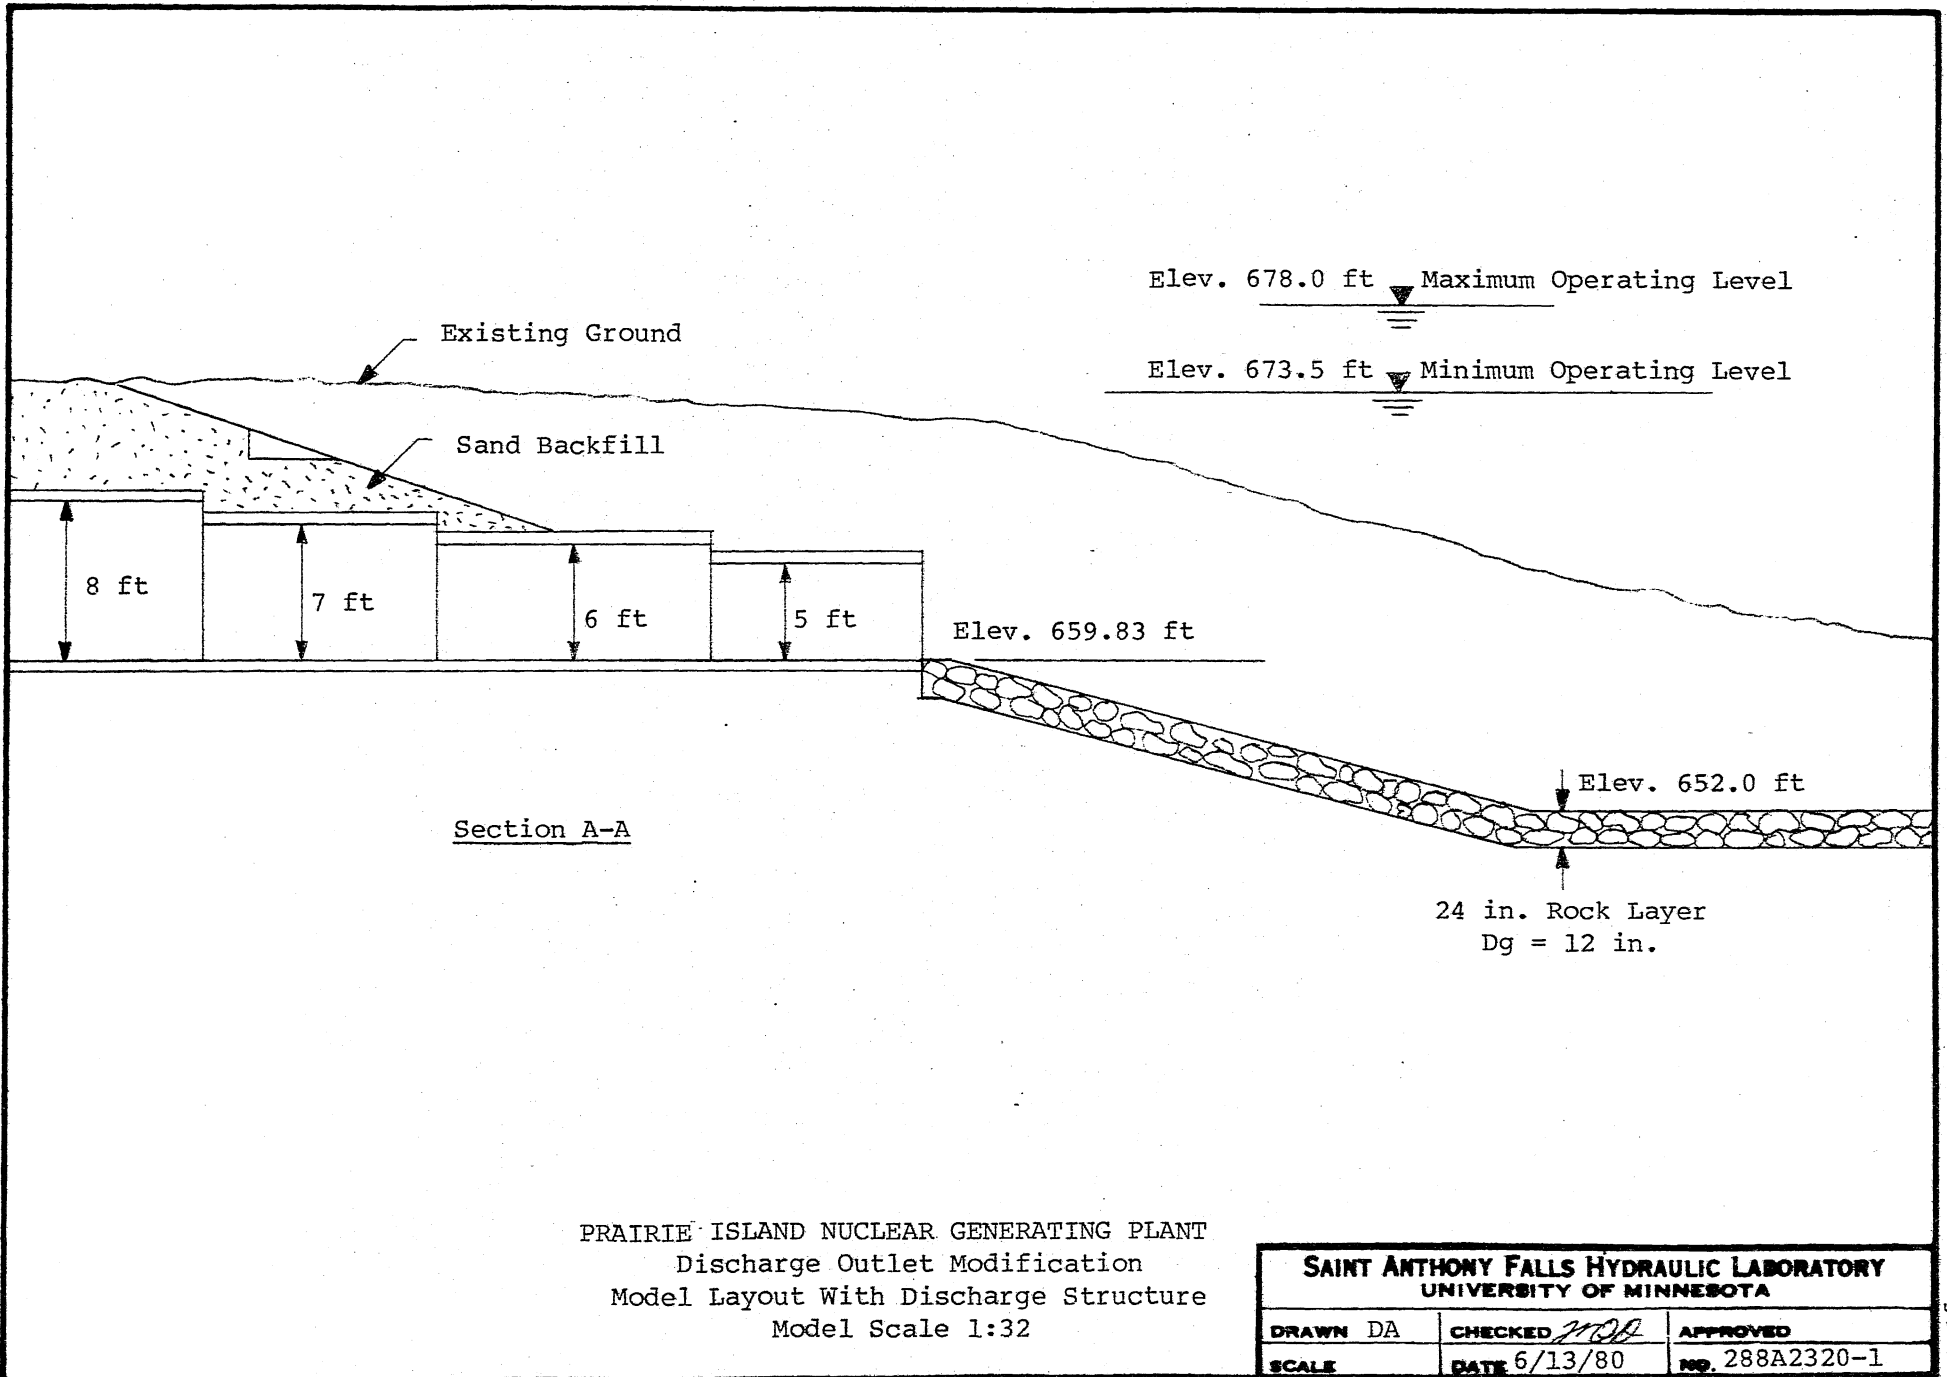 Elev. 678.0 ft Maximum Operating Level
Existing Ground
Elev. 673.5 ft Minimum Operating Level
Sand Backfill
8 ft
7 ft
6 ft
5 ft
Elev. 659.83 ft
Elev. 652.0 ft
Section A-A
24 in. Rock Layer
Dg = 12 in.
PRAIRIE ISLAND NUCLEAR GENERATING PLANT
Discharge Outlet Modification
Model Layout With Discharge Structure
Model Scale 1:32
SAINT ANTHONY FALLS HYDRAULIC LABORATORY
UNIVERSITY OF MINNESOTA
DRAWN DA CHECKED APPROVED
SCALE DATE 6/13/80 NO. 288A2320-1